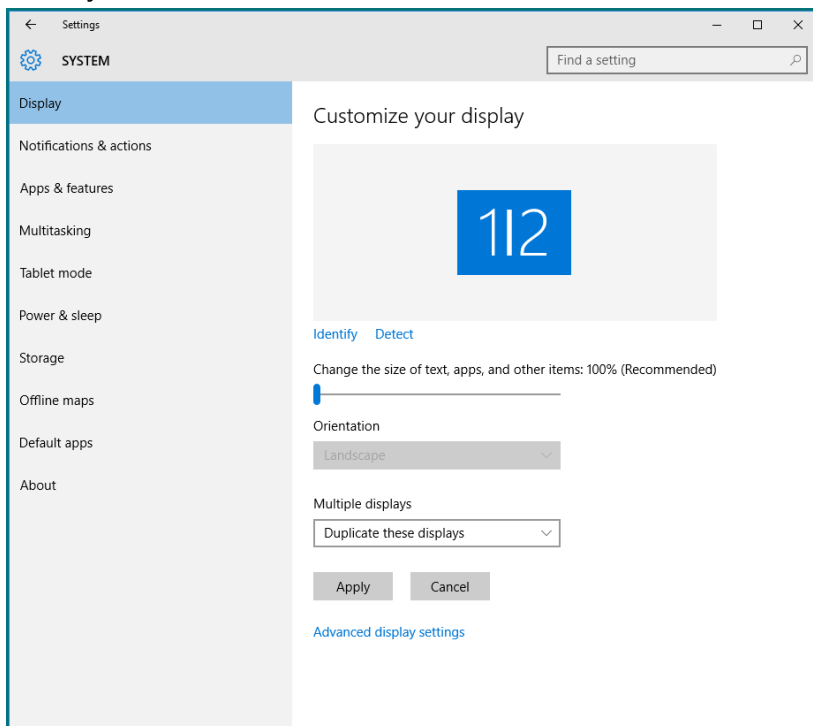 Settings
SYSTEM
Find a setting
Display
Notifications & actions
Apps & features
Multitasking
Tablet mode
Power & sleep
Storage
Offline maps
Default apps
About
Customize your display
1|2
Identify Detect
Change the size of text, apps, and other items: 100% (Recommended)
Orientation
Landscape
Multiple displays
Duplicate these displays
Apply Cancel
Advanced display settings